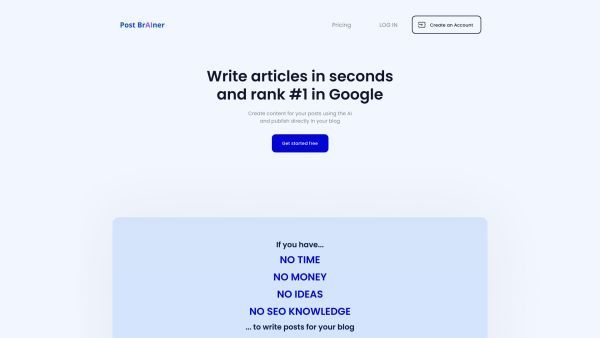 Post BrAIner
Pricing
LOG IN
Create an Account
Write articles in seconds
and rank #1 in Google
Create content for your posts using the AI
and publish directly in your blog
Get started free
If you have...
NO TIME
NO MONEY
NO IDEAS
NO SEO KNOWLEDGE
... to write posts for your blog